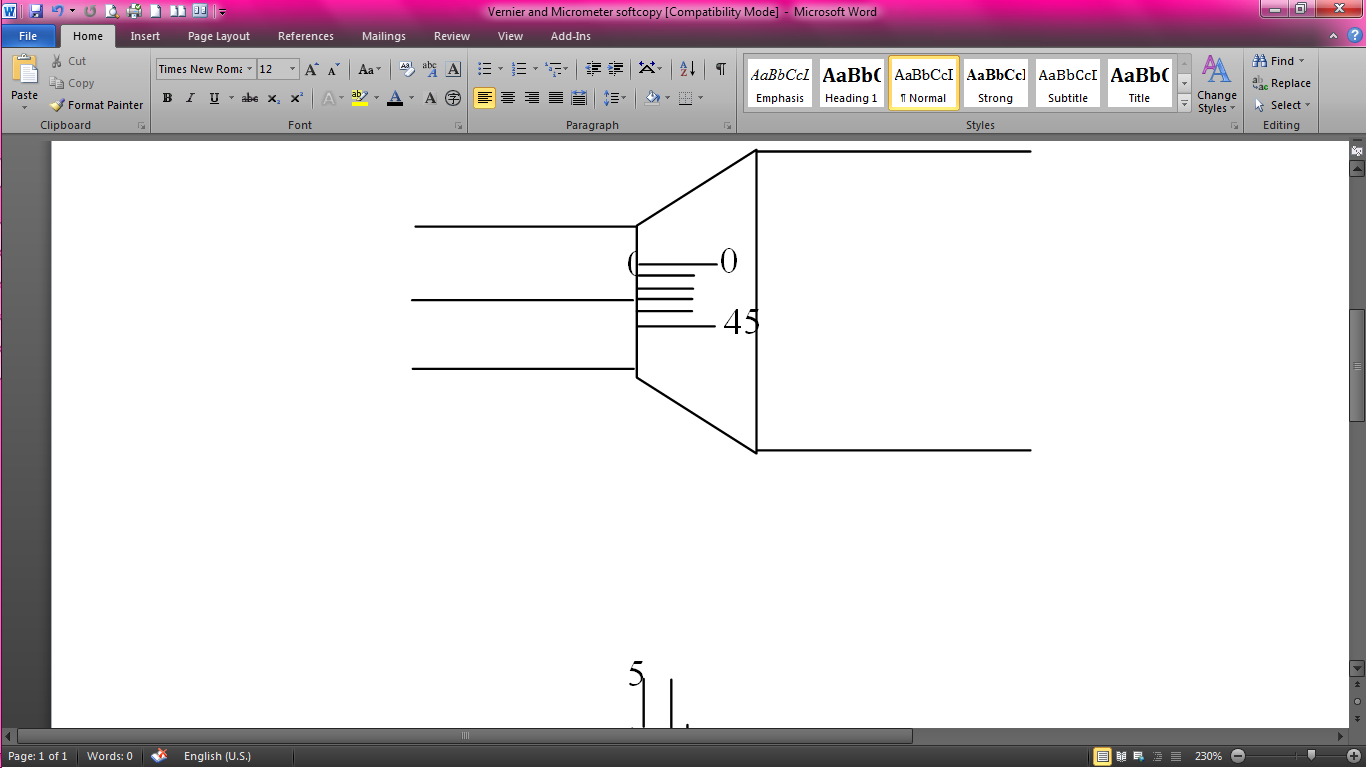 Vernier and Micrometer softcopy [Compatibility Mode] - Microsoft Word
File Home Insert Page Layout References Mailings Review View Add-Ins
Paste
Cut
Copy
Format Painter
Clipboard
Times New Roma 12
Font
Paragraph
AaBbCcI AaBbC AaBbCcI AaBbCcI AaBbCcI AaBbC
Emphasis Heading 1 ¶ Normal Strong Subtitle Title
Change Styles
Styles
Find
Replace
Select
Editing
0 0
45
5
Page: 1 of 1 Words: 0 English (U.S.) 230%